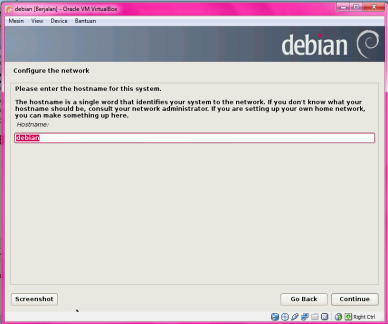 debian [Berjalan] - Oracle VM VirtualBox
Mesin View Device Bantuan
debian
Configure the network
Please enter the hostname for this system.
The hostname is a single word that identifies your system to the network. If you don't know what your
hostname should be, consult your network administrator. If you are setting up your own home network,
you can make something up here.
Hostname:
debian
Screenshot
Go Back
Continue
Right Ctrl